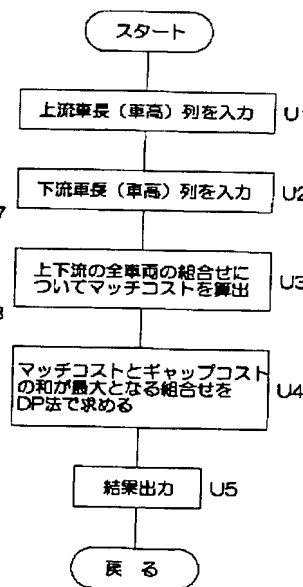 スタート
上流車長（車高）列を入力 U1
下流車長（車高）列を入力 U2
7
上下流の全車両の組合せに
ついてマッチコストを算出 U3
3
マッチコストとギャップコスト
の和が最大となる組合せを
DP法で求める U4
結果出力 U5
戻る